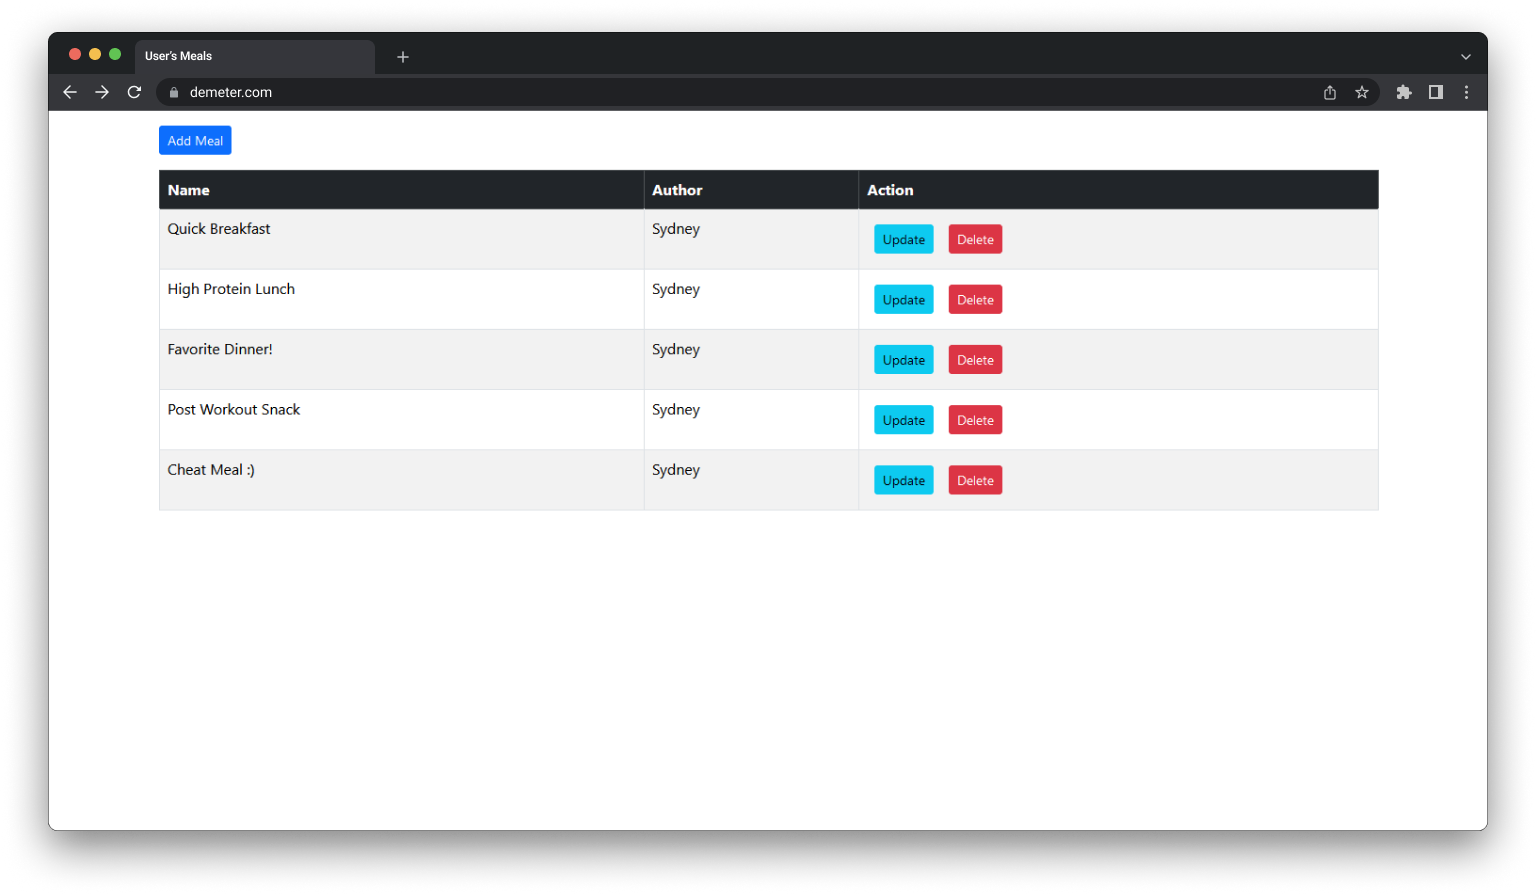 User's Meals
demeter.com
Add Meal
Name Author Action
Quick Breakfast Sydney Update Delete
High Protein Lunch Sydney Update Delete
Favorite Dinner! Sydney Update Delete
Post Workout Snack Sydney Update Delete
Cheat Meal :) Sydney Update Delete